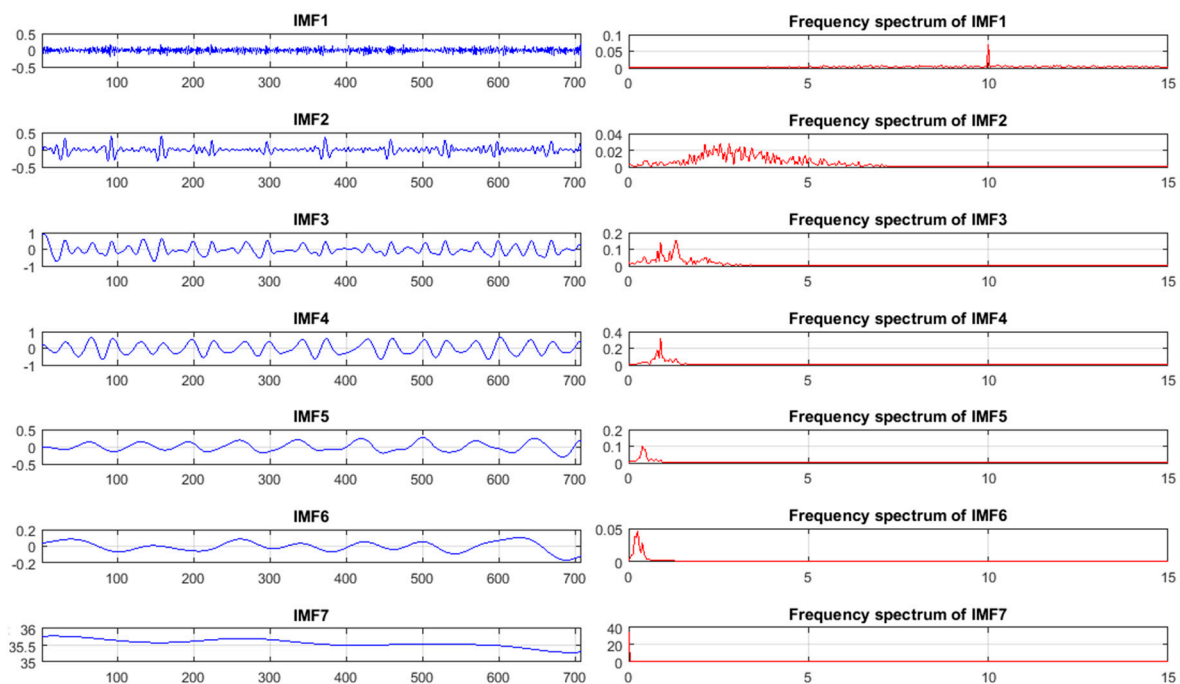 IMF1
Frequency spectrum of IMF1
0.5
0
-0.5
100 200 300 400 500 600 700
0.1
0.05
0
0 5 10 15
IMF2
Frequency spectrum of IMF2
0.5
0
-0.5
100 200 300 400 500 600 700
0.04
0.02
0
0 5 10 15
IMF3
Frequency spectrum of IMF3
1
0
-1
100 200 300 400 500 600 700
0.2
0.1
0
0 5 10 15
IMF4
Frequency spectrum of IMF4
1
0
-1
100 200 300 400 500 600 700
0.4
0.2
0
0 5 10 15
IMF5
Frequency spectrum of IMF5
0.5
0
-0.5
100 200 300 400 500 600 700
0.2
0.1
0
0 5 10 15
IMF6
Frequency spectrum of IMF6
0.2
0
-0.2
100 200 300 400 500 600 700
0.05
0
0 5 10 15
IMF7
Frequency spectrum of IMF7
36
35.5
35
100 200 300 400 500 600 700
40
20
0
0 5 10 15